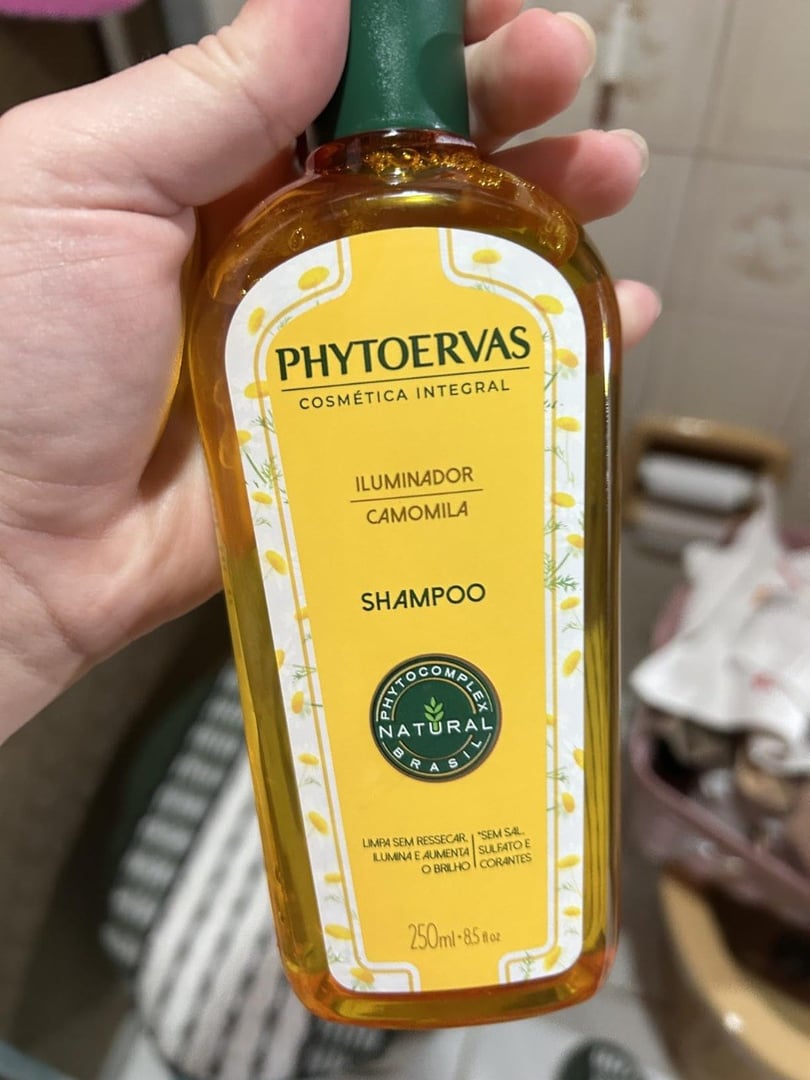 PHYTOERVAS
COSMÉTICA INTEGRAL
ILUMINADOR
CAMOMILA
SHAMPOO
PHYTOCOMPLEX
NATURAL
BRASIL
LIMPA SEM RESSECAR,
ILUMINA E AUMENTA
O BRILHO
*SEM SAL,
SULFATO E
CORANTES
250ml • 8.5 fl oz